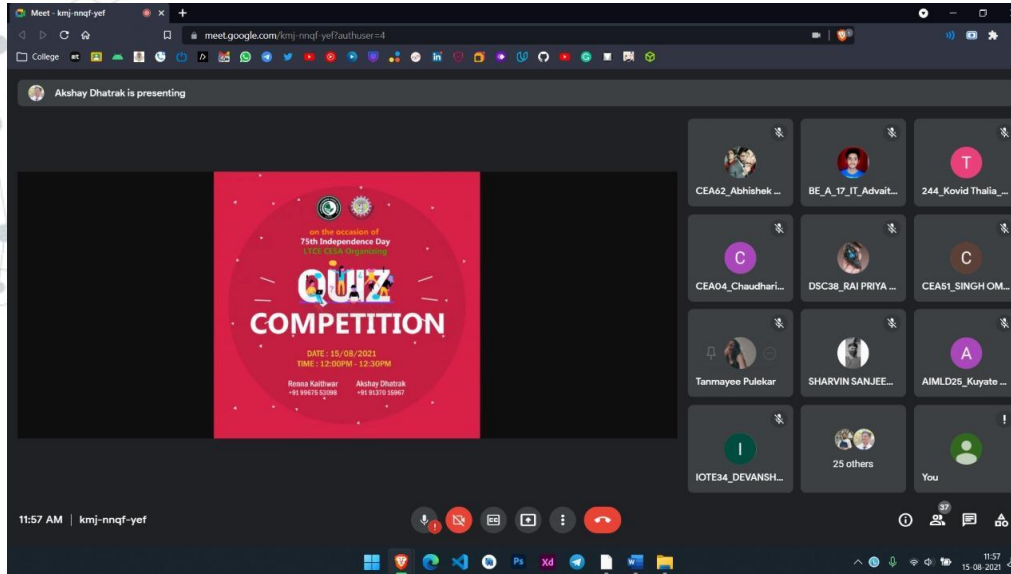 Meet - kmj-nnqf-yef
meet.google.com/kmj-nnqf-yef?authuser=4
College
Akshay Dhatrak is presenting
on the occasion of
75th Independence Day
LTCE CESA Organising
QUIZ
COMPETITION
DATE : 15/08/2021
TIME : 12:00PM - 12:30PM
Renna Kaithwar Akshay Dhatrak
+91 99675 53098 +91 91370 15967
CEA62_Abhishek ...
BE_A_17_IT_Advait...
244_Kovid Thalia_...
T
C
C
CEA04_Chaudhari...
DSC38_RAI PRIYA ...
CEA51_SINGH OM...
A
Tanmayee Pulekar
SHARVIN SANJEE...
AIMLD25_Kuyate ...
I
25 others
IOTE34_DEVANSH...
You
11:57 AM | kmj-nnqf-yef
37
11:57
15-08-2021